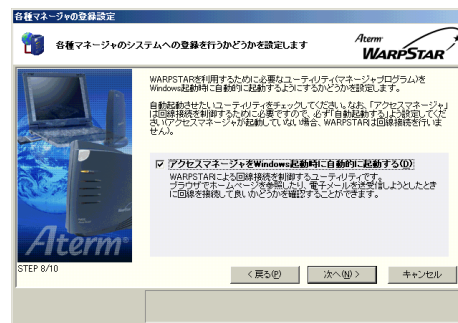 各種マネージャの登録設定
各種マネージャのシステムへの登録を行うかどうかを設定します
Aterm
WARPSTAR
WARPSTARを利用するために必要なユーティリティ(マネージャプログラム)を
Windows起動時に自動的に起動するようにするかどうかを設定します。
自動起動させたいユーティリティをチェックしてください。なお、「アクセスマネージャ」
は回線接続を制御するために必要ですので、必ず「自動起動する」よう設定してくだ
さい(アクセスマネージャが起動していない場合、WARPSTARは回線接続を行いま
せん)。
アクセスマネージャをWindows起動時に自動的に起動する(D)
WARPSTARによる回線接続を制御するユーティリティです。
ブラウザでホームページを参照したり、電子メールを送受信しようとしたとき
に回線を接続して良いかどうかを確認することができます。
Aterm
STEP 8/10
< 戻る(P)
次へ(N) >
キャンセル